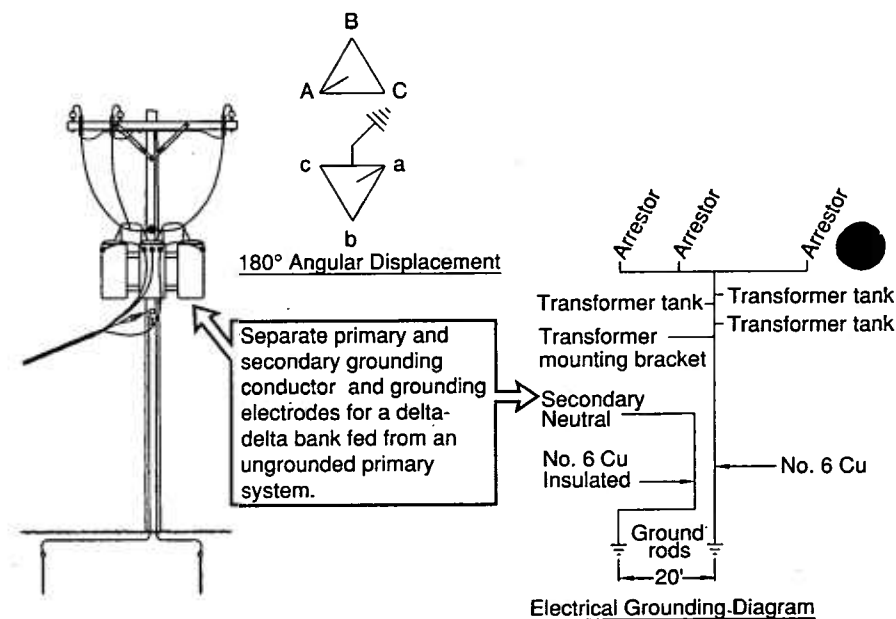 B
A
C
c
a
b
180° Angular Displacement
Separate primary and
secondary grounding
conductor and grounding
electrodes for a delta-
delta bank fed from an
ungrounded primary
system.
Arrestor
Arrestor
Arrestor
Transformer tank
Transformer tank
Transformer tank
Transformer
mounting bracket
Secondary
Neutral
No. 6 Cu
Insulated
No. 6 Cu
Ground
rods
20'
Electrical Grounding Diagram